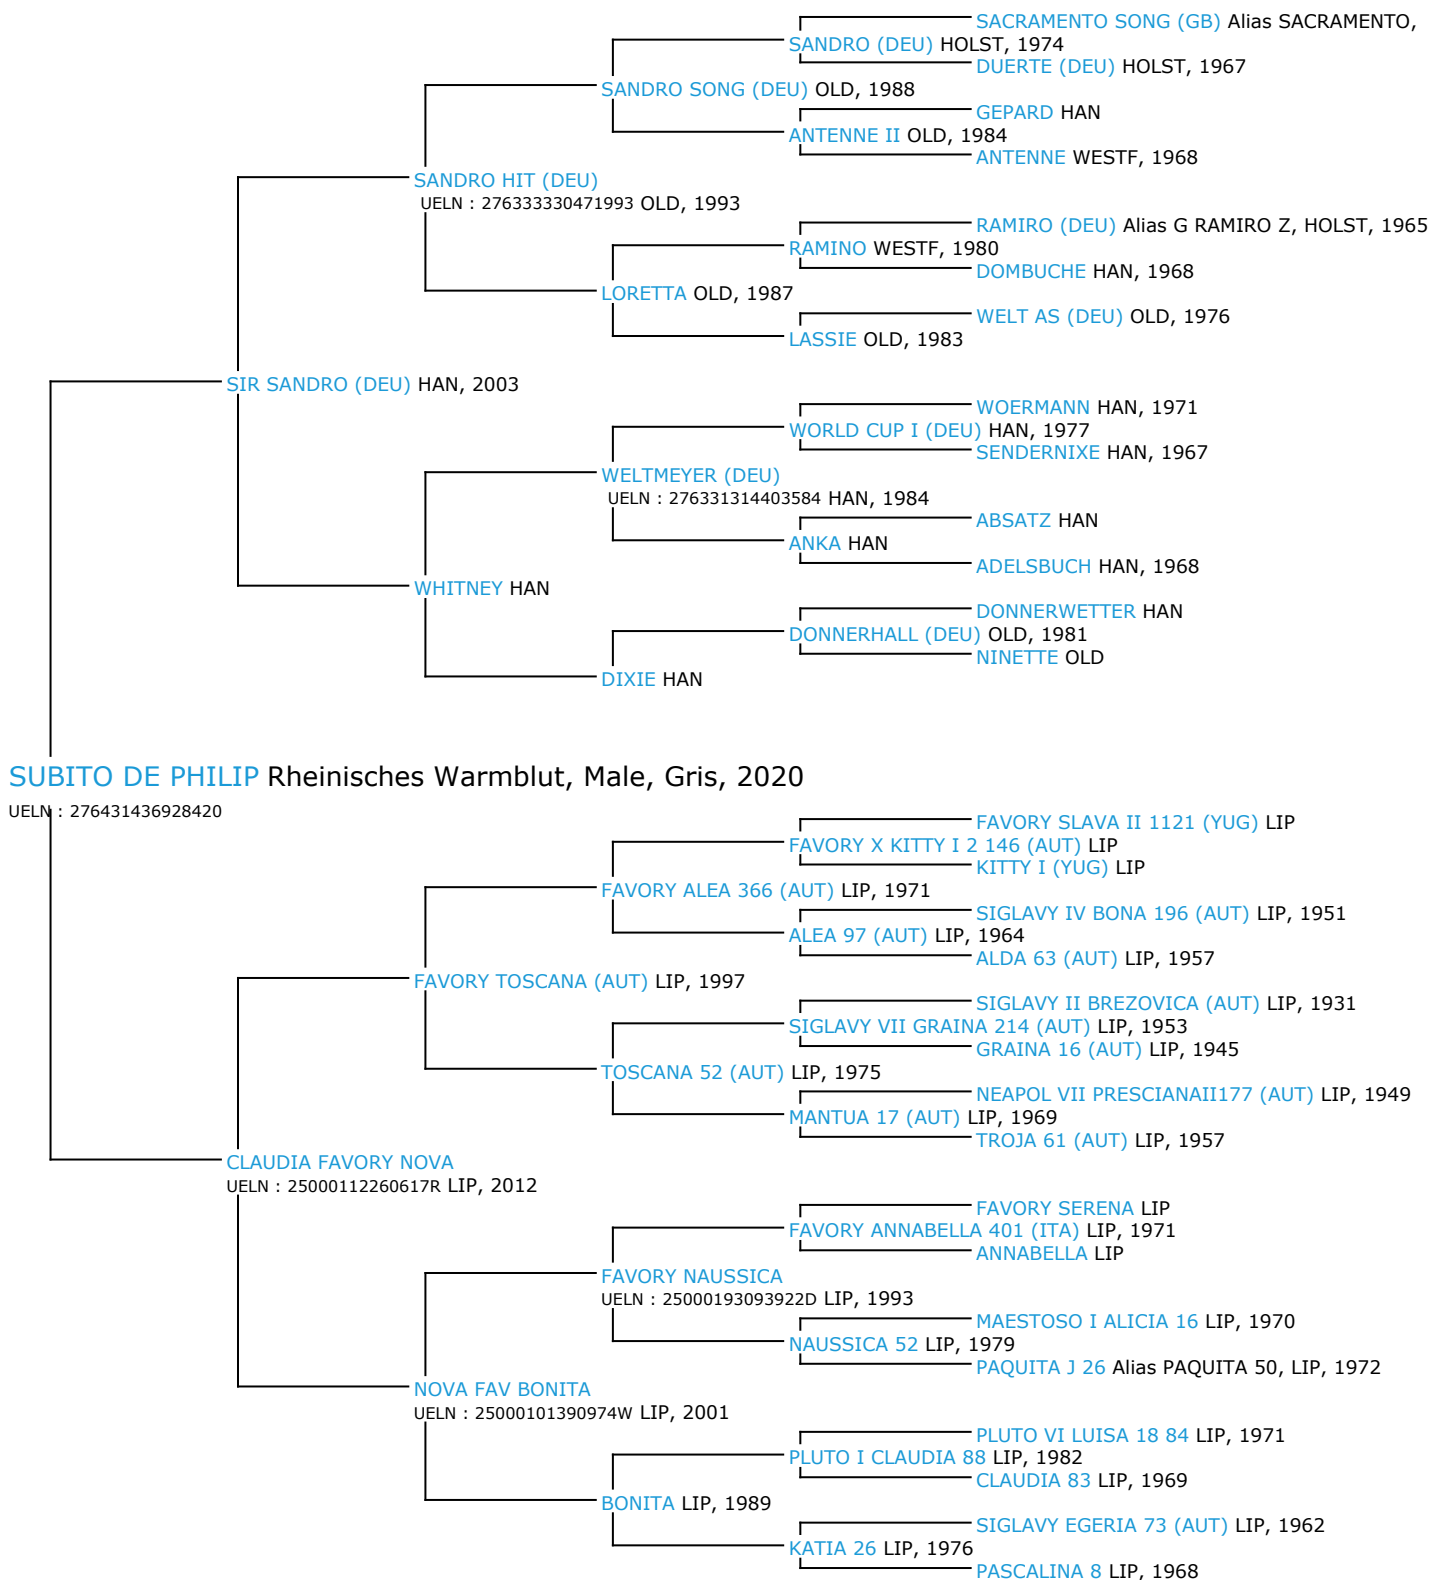 SACRAMENTO SONG (GB) Alias SACRAMENTO,
SANDRO (DEU) HOLST, 1974
DUERTE (DEU) HOLST, 1967
SANDRO SONG (DEU) OLD, 1988
GEPARD HAN
ANTENNE II OLD, 1984
ANTENNE WESTF, 1968
SANDRO HIT (DEU)
UELN : 276333330471993 OLD, 1993
RAMIRO (DEU) Alias G RAMIRO Z, HOLST, 1965
RAMINO WESTF, 1980
DOMBUCHE HAN, 1968
LORETTA OLD, 1987
WELT AS (DEU) OLD, 1976
LASSIE OLD, 1983
SIR SANDRO (DEU) HAN, 2003
WOERMANN HAN, 1971
WORLD CUP I (DEU) HAN, 1977
SENDERNIXE HAN, 1967
WELTMEYER (DEU)
UELN : 276331314403584 HAN, 1984
ABSATZ HAN
ANKA HAN
ADELSBUCH HAN, 1968
WHITNEY HAN
DONNERWETTER HAN
DONNERHALL (DEU) OLD, 1981
NINETTE OLD
DIXIE HAN
SUBITO DE PHILIP Rheinisches Warmblut, Male, Gris, 2020
UELN : 276431436928420
FAVORY SLAVA II 1121 (YUG) LIP
FAVORY X KITTY I 2 146 (AUT) LIP
KITTY I (YUG) LIP
FAVORY ALEA 366 (AUT) LIP, 1971
SIGLAVY IV BONA 196 (AUT) LIP, 1951
ALEA 97 (AUT) LIP, 1964
ALDA 63 (AUT) LIP, 1957
FAVORY TOSCANA (AUT) LIP, 1997
SIGLAVY II BREZOVICA (AUT) LIP, 1931
SIGLAVY VII GRAINA 214 (AUT) LIP, 1953
GRAINA 16 (AUT) LIP, 1945
TOSCANA 52 (AUT) LIP, 1975
NEAPOL VII PRESCIANAII177 (AUT) LIP, 1949
MANTUA 17 (AUT) LIP, 1969
TROJA 61 (AUT) LIP, 1957
CLAUDIA FAVORY NOVA
UELN : 25000112260617R LIP, 2012
FAVORY SERENA LIP
FAVORY ANNABELLA 401 (ITA) LIP, 1971
ANNABELLA LIP
FAVORY NAUSSICA
UELN : 25000193093922D LIP, 1993
MAESTOSO I ALICIA 16 LIP, 1970
NAUSSICA 52 LIP, 1979
PAQUITA J 26 Alias PAQUITA 50, LIP, 1972
NOVA FAV BONITA
UELN : 25000101390974W LIP, 2001
PLUTO VI LUISA 18 84 LIP, 1971
PLUTO I CLAUDIA 88 LIP, 1982
CLAUDIA 83 LIP, 1969
BONITA LIP, 1989
SIGLAVY EGERIA 73 (AUT) LIP, 1962
KATIA 26 LIP, 1976
PASCALINA 8 LIP, 1968